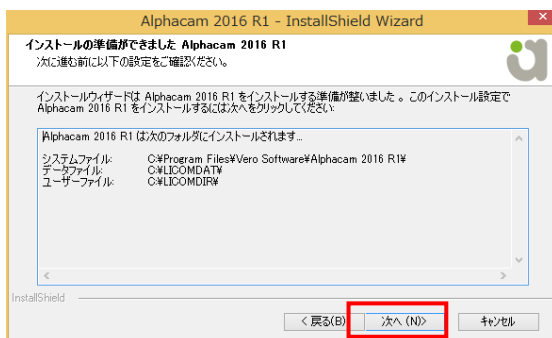 Alphacam 2016 R1 - InstallShield Wizard
インストールの準備ができました Alphacam 2016 R1
次に進む前に以下の設定をご確認ください。
インストールウィザードは Alphacam 2016 R1 をインストールする準備が整いました 。このインストール設定で
Alphacam 2016 R1 をインストールするには次へをクリックしてください:
Alphacam 2016 R1 は次のフォルダにインストールされます...
システムファイル: C:¥Program Files¥Vero Software¥Alphacam 2016 R1¥
データファイル: C:¥LICOMDAT¥
ユーザーファイル: C:¥LICOMDIR¥
InstallShield
< 戻る(B) 次へ (N)> キャンセル